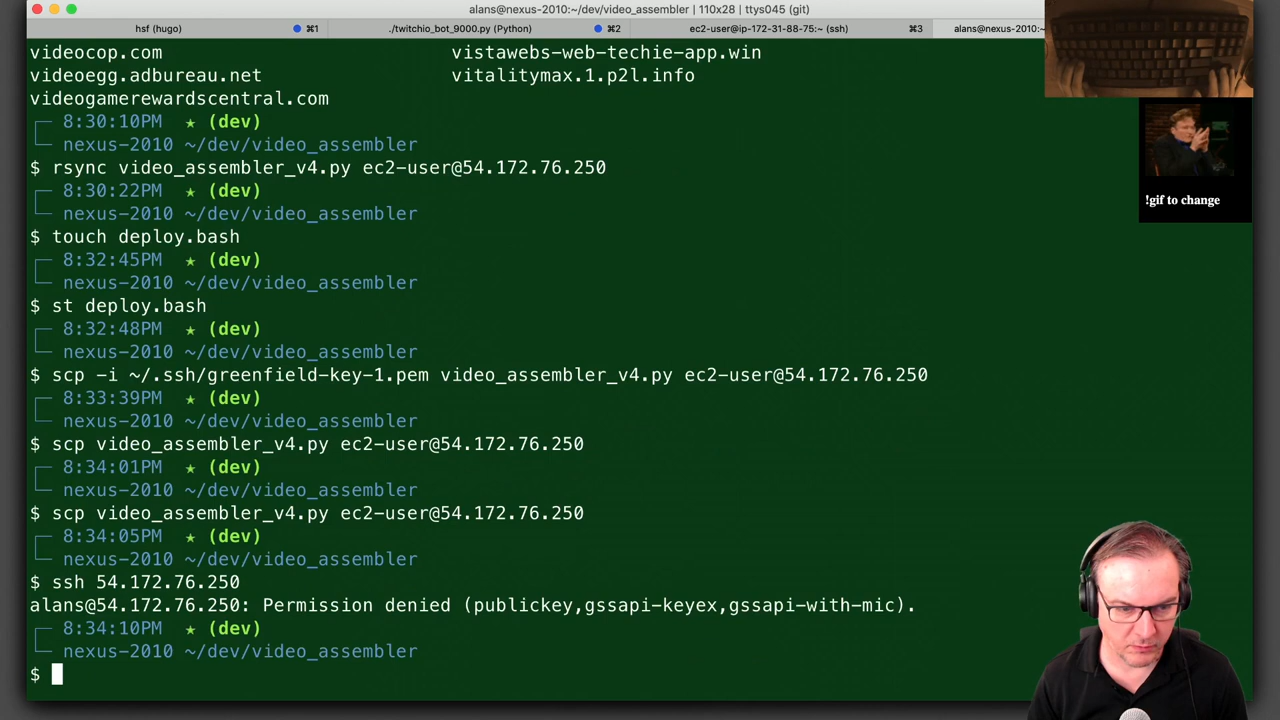 alans@nexus-2010:~/dev/video_assembler | 110x28 | ttys045 (git)
hsf (hugo) ⌘1 ./twitchio_bot_9000.py (Python) ⌘2 ec2-user@ip-172-31-88-75:~ (ssh) ⌘3 alans@nexus-2010:~
videocop.com vistawebs-web-techie-app.win
videoegg.adbureau.net vitalitymax.1.p2l.info
videogamerewardscentral.com
8:30:10PM ★ (dev)
nexus-2010 ~/dev/video_assembler
$ rsync video_assembler_v4.py ec2-user@54.172.76.250
8:30:22PM ★ (dev)
nexus-2010 ~/dev/video_assembler
$ touch deploy.bash
8:32:45PM ★ (dev)
nexus-2010 ~/dev/video_assembler
$ st deploy.bash
8:32:48PM ★ (dev)
nexus-2010 ~/dev/video_assembler
$ scp -i ~/.ssh/greenfield-key-1.pem video_assembler_v4.py ec2-user@54.172.76.250
8:33:39PM ★ (dev)
nexus-2010 ~/dev/video_assembler
$ scp video_assembler_v4.py ec2-user@54.172.76.250
8:34:01PM ★ (dev)
nexus-2010 ~/dev/video_assembler
$ scp video_assembler_v4.py ec2-user@54.172.76.250
8:34:05PM ★ (dev)
nexus-2010 ~/dev/video_assembler
$ ssh 54.172.76.250
alans@54.172.76.250: Permission denied (publickey,gssapi-keyex,gssapi-with-mic).
8:34:10PM ★ (dev)
nexus-2010 ~/dev/video_assembler
$
!gif to change